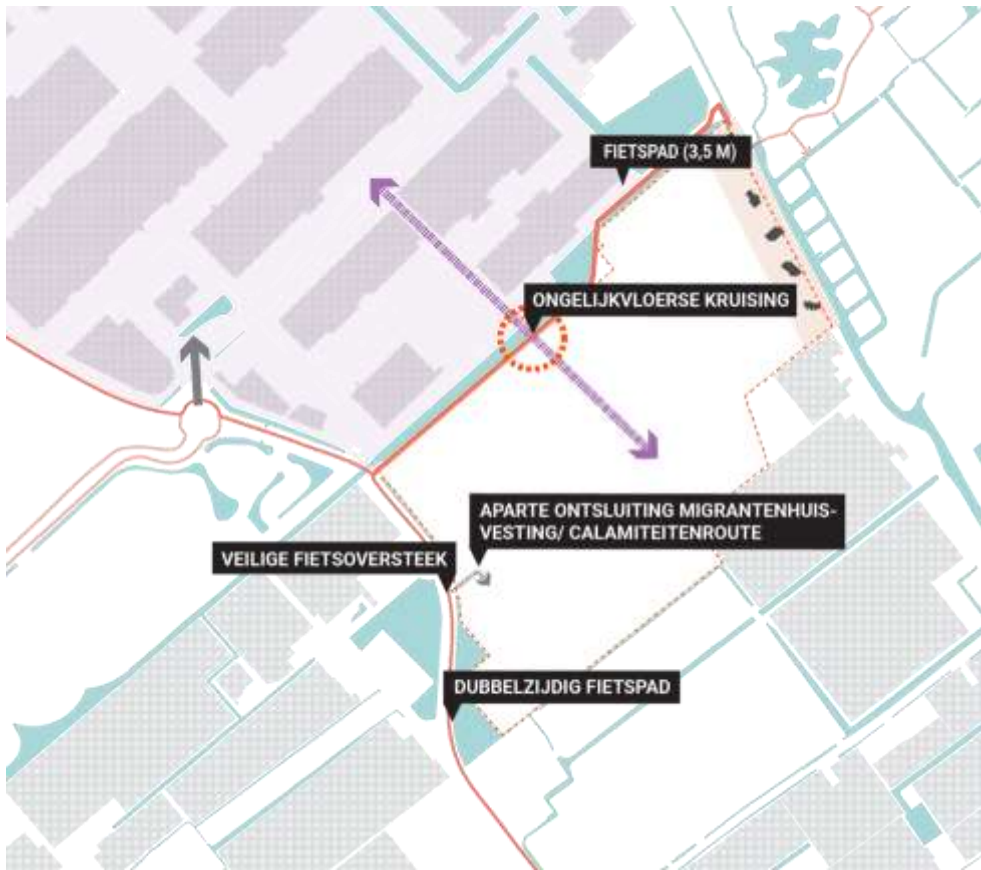 FIETSPAD (3,5 M)
ONGELIJKVLOERSE KRUISING
APARTE ONTSLUITING MIGRANTENHUIS-
VESTING/ CALAMITEITENROUTE
VEILIGE FIETSOVERSTEEK
DUBBELZIJDIG FIETSPAD